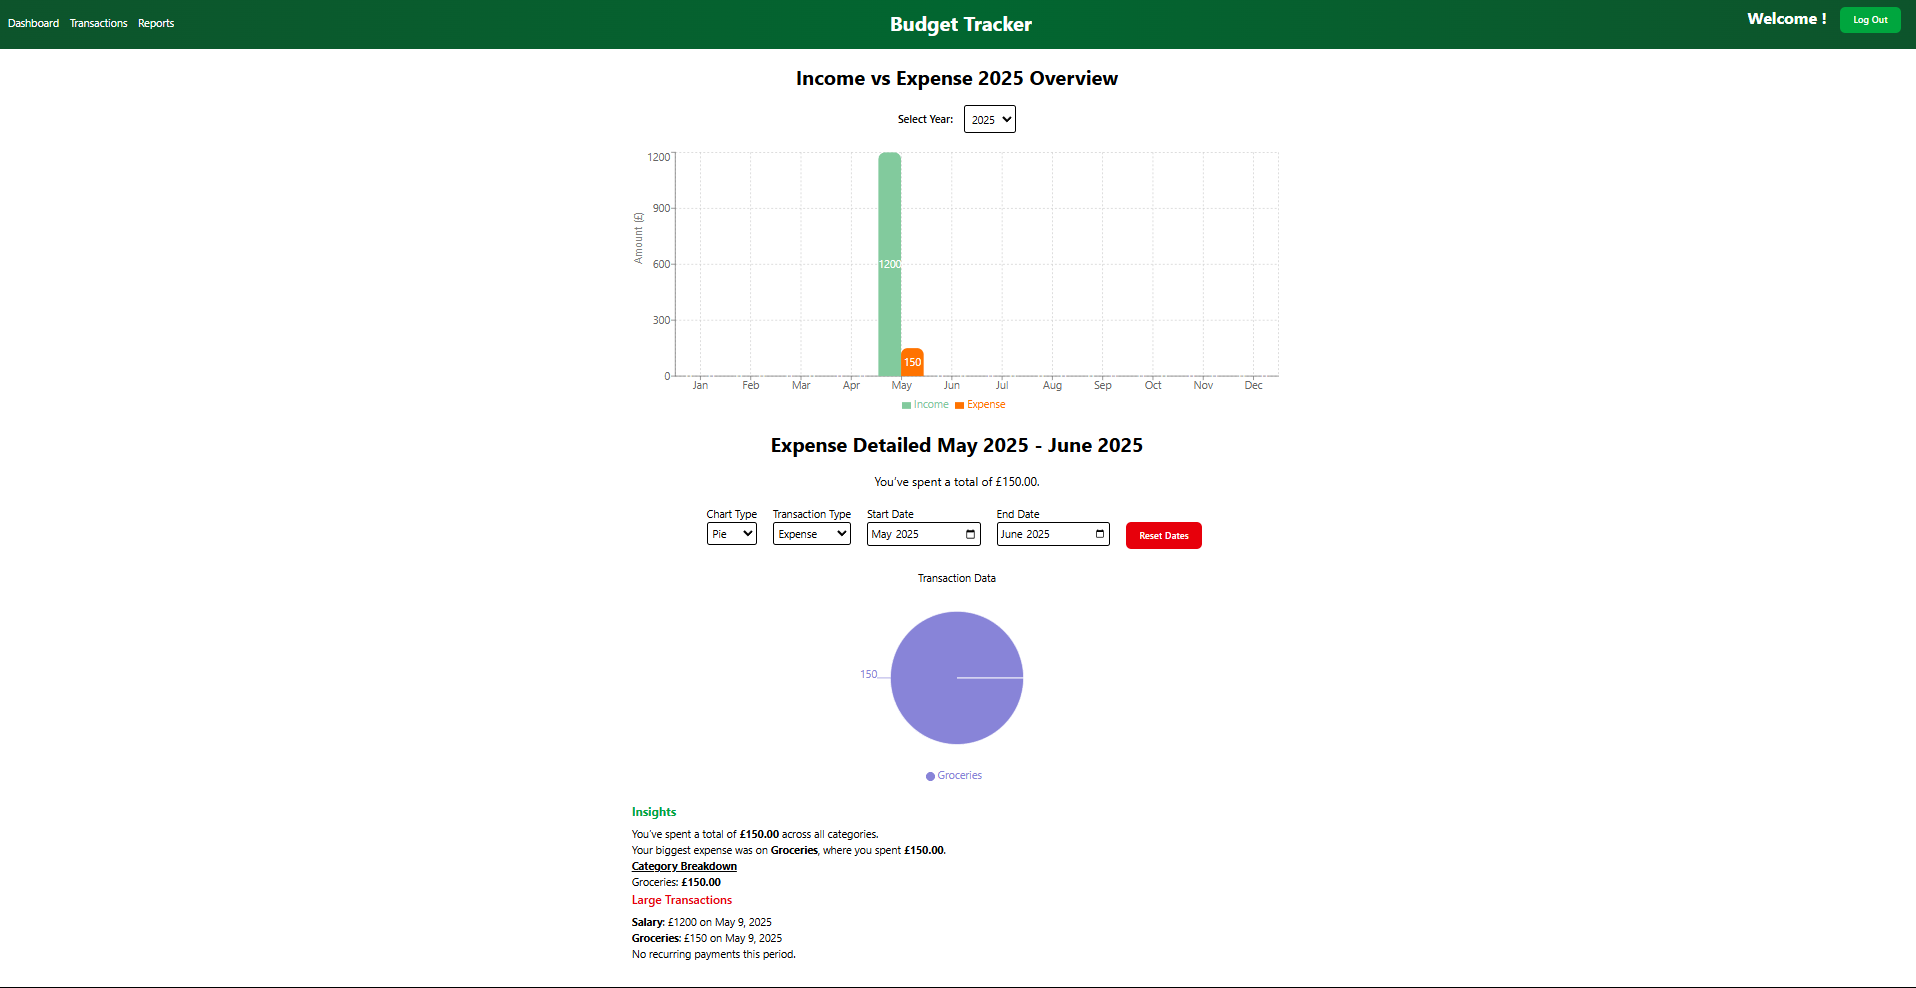 Dashboard Transactions Reports
Budget Tracker
Welcome !
Log Out
Income vs Expense 2025 Overview
Select Year: 2025
Amount (£)
1200
900
600
300
0
1200
150
Jan Feb Mar Apr May Jun Jul Aug Sep Oct Nov Dec
Income Expense
Expense Detailed May 2025 - June 2025
You've spent a total of £150.00.
Chart Type Transaction Type Start Date End Date
Pie Expense May 2025 June 2025 Reset Dates
Transaction Data
150
Groceries
Insights
You've spent a total of £150.00 across all categories.
Your biggest expense was on Groceries, where you spent £150.00.
Category Breakdown
Groceries: £150.00
Large Transactions
Salary: £1200 on May 9, 2025
Groceries: £150 on May 9, 2025
No recurring payments this period.